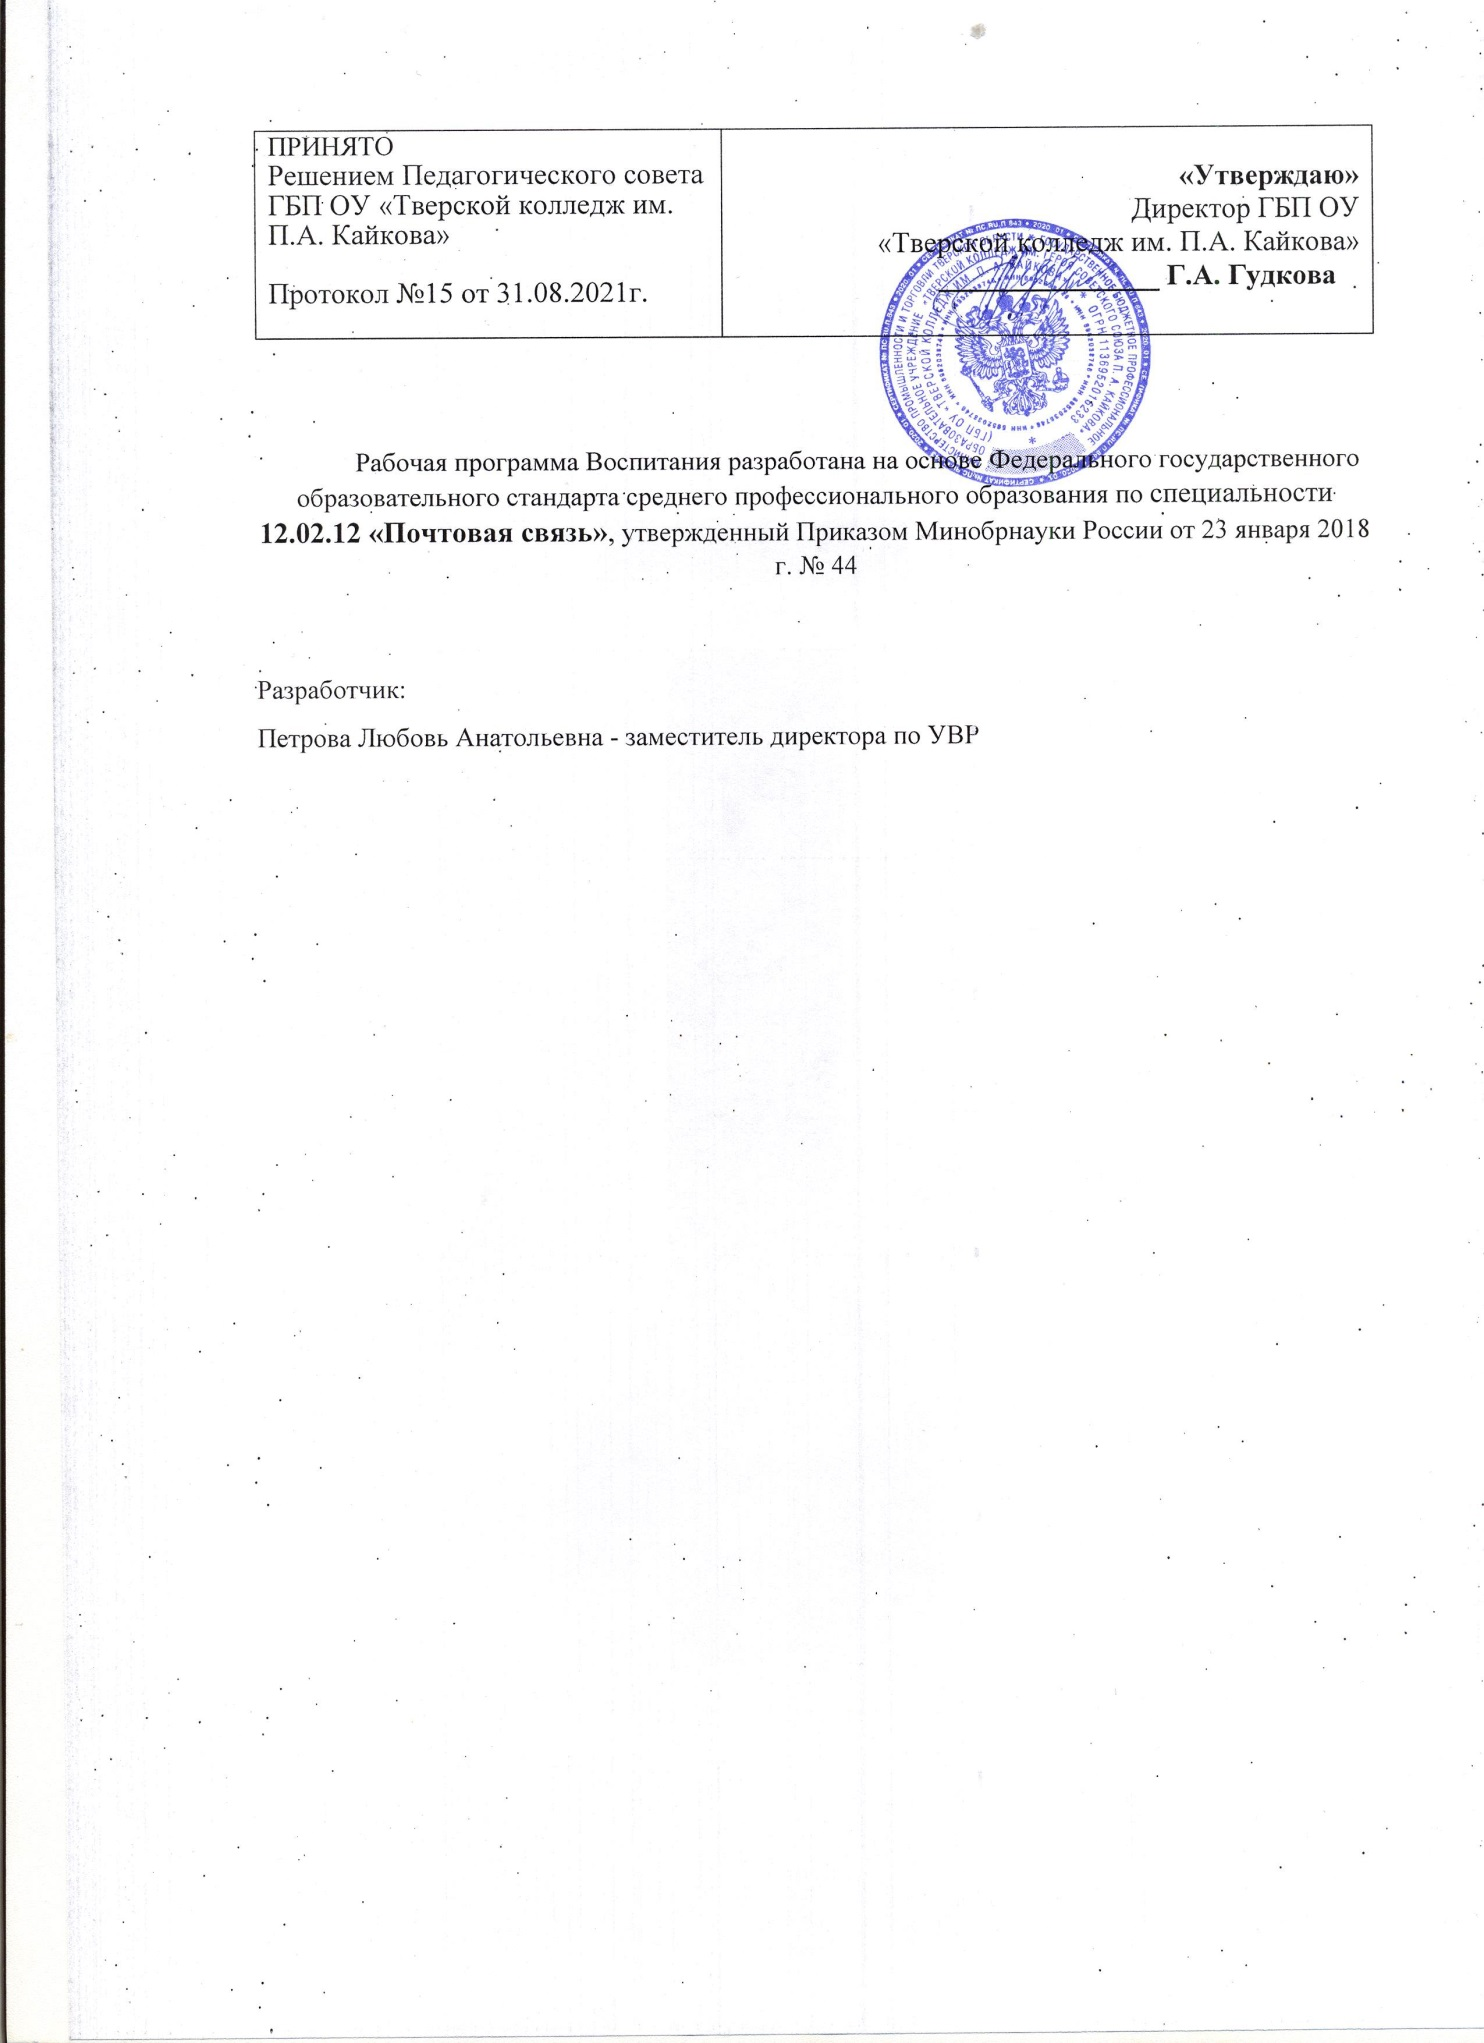 ПРИНЯТО
Решением Педагогического совета
ГБП ОУ «Тверской колледж им.
П.А. Кайкова»
Протокол №15 от 31.08.2021г.
«Утверждаю»
Директор ГБП ОУ
«Тверской колледж им. П.А. Кайкова»
Г.А. Гудкова
Рабочая программа Воспитания разработана на основе Федерального государственного
образовательного стандарта среднего профессионального образования по специальности
12.02.12 «Почтовая связь», утвержденный Приказом Минобрнауки России от 23 января 2018
г. № 44
Разработчик:
Петрова Любовь Анатольевна - заместитель директора по УВР